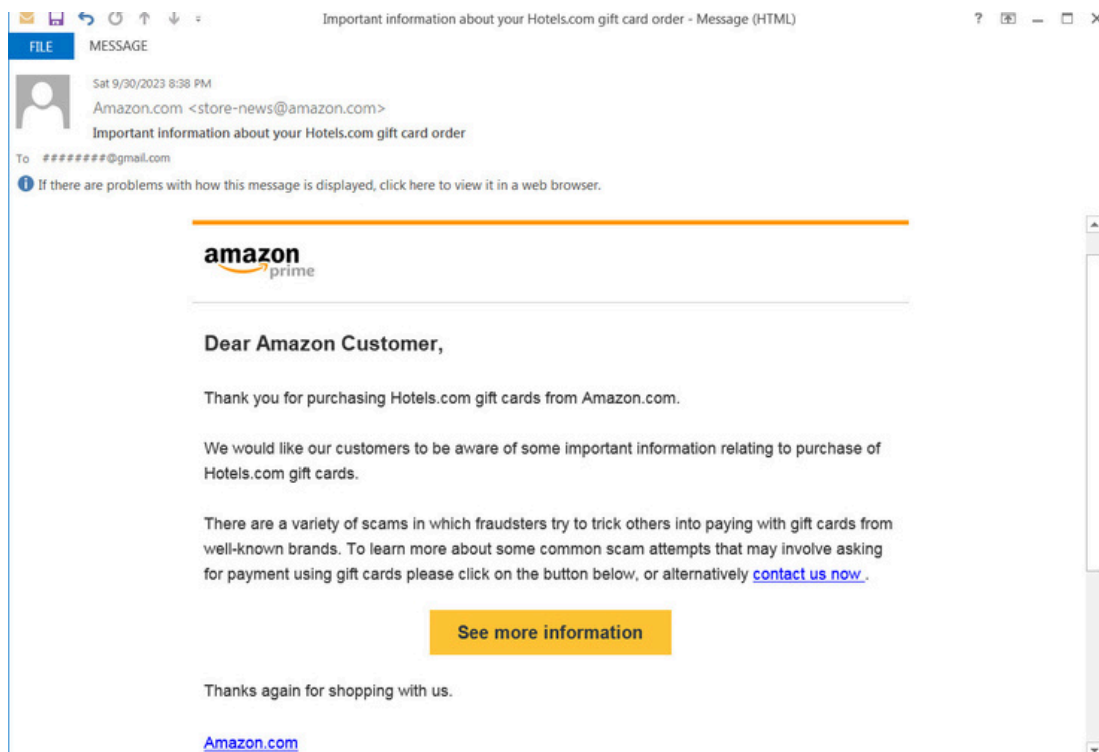 Important information about your Hotels.com gift card order - Message (HTML)
FILE MESSAGE
Sat 9/30/2023 8:38 PM
Amazon.com <store-news@amazon.com>
Important information about your Hotels.com gift card order
To ########@gmail.com
If there are problems with how this message is displayed, click here to view it in a web browser.
amazon
prime
Dear Amazon Customer,
Thank you for purchasing Hotels.com gift cards from Amazon.com.
We would like our customers to be aware of some important information relating to purchase of
Hotels.com gift cards.
There are a variety of scams in which fraudsters try to trick others into paying with gift cards from
well-known brands. To learn more about some common scam attempts that may involve asking
for payment using gift cards please click on the button below, or alternatively contact us now .
See more information
Thanks again for shopping with us.
Amazon.com